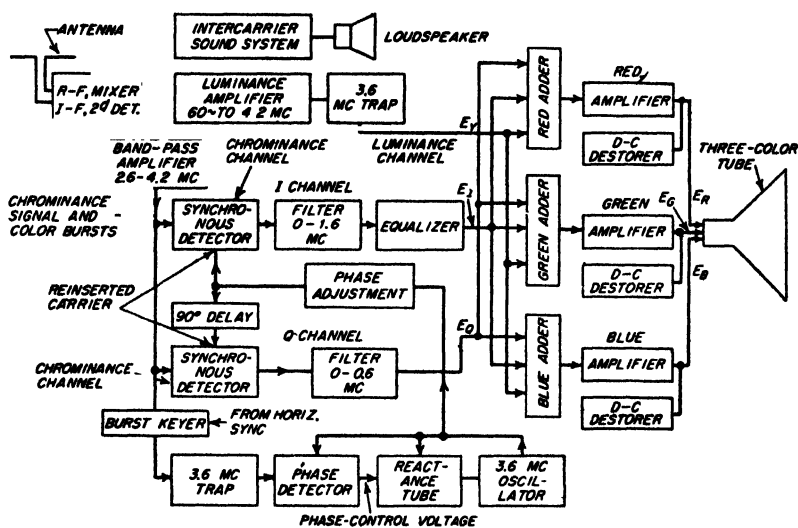 ANTENNA
INTERCARRIER
SOUND SYSTEM
LOUDSPEAKER
R-F, MIXER
I-F, 2d DET.
LUMINANCE
AMPLIFIER
60~TO 4 2 MC
3.6
MC TRAP
RED ADDER
RED
AMPLIFIER
D-C
DESTORER
THREE-COLOR
TUBE
BAND-PASS
AMPLIFIER
2.6-4.2 MC
CHROMINANCE
CHANNEL
LUMINANCE
CHANNEL
EY
CHROMINANCE
SIGNAL AND -
COLOR BURSTS
SYNCHRO-
NOUS
DETECTOR
I CHANNEL
FILTER
0-1.6
MC
EQUALIZER
EI
GREEN ADDER
GREEN
AMPLIFIER
D-C
DESTORER
EG
ER
EB
REINSERTED
CARRIER
PHASE
ADJUSTMENT
90° DELAY
Q-CHANNEL
EQ
CHROMINANCE
CHANNEL
SYNCHRO-
NOUS
DETECTOR
FILTER
0-0.6
MC
BLUE ADDER
BLUE
AMPLIFIER
D-C
DESTORER
BURST KEYER
FROM HORIZ.
SYNC
3.6 MC
TRAP
PHASE
DETECTOR
REACT-
ANCE
TUBE
3.6 MC
OSCIL-
LATOR
PHASE-CONTROL VOLTAGE